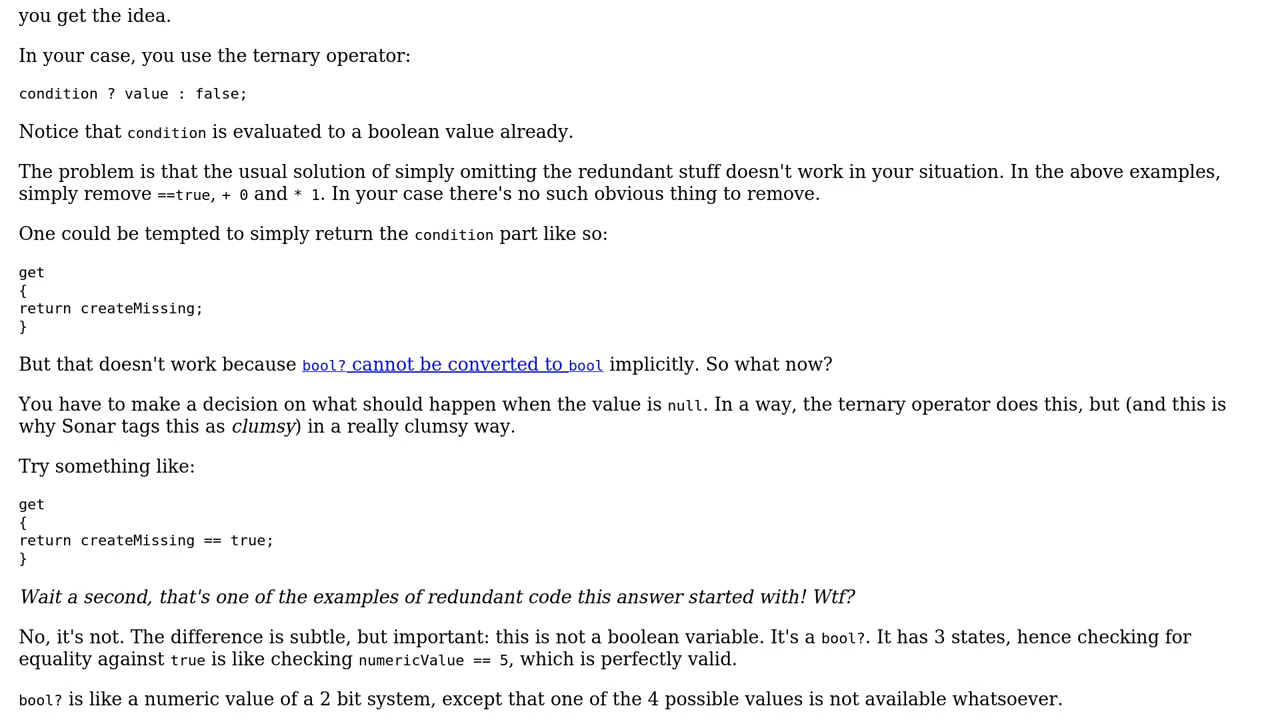 you get the idea.
In your case, you use the ternary operator:
condition ? value : false;
Notice that condition is evaluated to a boolean value already.
The problem is that the usual solution of simply omitting the redundant stuff doesn't work in your situation. In the above examples,
simply remove ==true, + 0 and * 1. In your case there's no such obvious thing to remove.
One could be tempted to simply return the condition part like so:
get
{
return createMissing;
}
But that doesn't work because bool? cannot be converted to bool implicitly. So what now?
You have to make a decision on what should happen when the value is null. In a way, the ternary operator does this, but (and this is
why Sonar tags this as clumsy) in a really clumsy way.
Try something like:
get
{
return createMissing == true;
}
Wait a second, that's one of the examples of redundant code this answer started with! Wtf?
No, it's not. The difference is subtle, but important: this is not a boolean variable. It's a bool?. It has 3 states, hence checking for
equality against true is like checking numericValue == 5, which is perfectly valid.
bool? is like a numeric value of a 2 bit system, except that one of the 4 possible values is not available whatsoever.